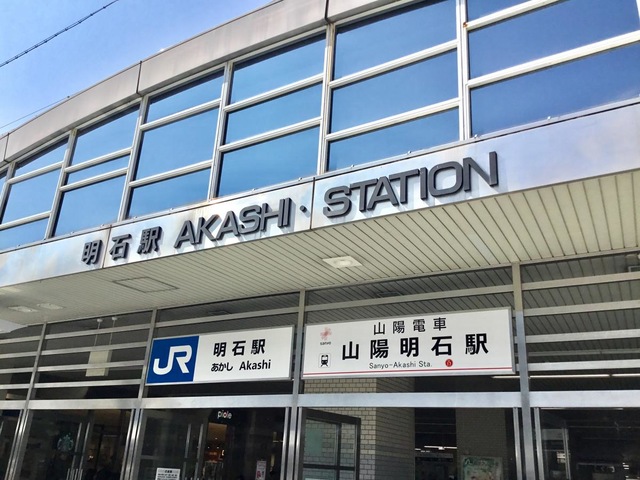 明石駅 AKASHI・STATION
JR 明石駅
あかし Akashi
山陽電車
山陽明石駅
Sanyo-Akashi Sta.
piole